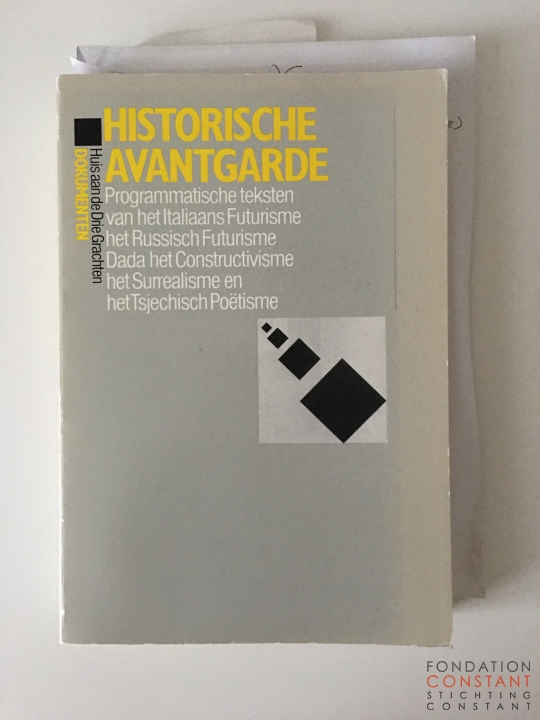 HISTORISCHE
AVANTGARDE
Huis aan de Drie Grachten
DOKUMENTEN
Programmatische teksten
van het Italiaans Futurisme
het Russisch Futurisme
Dada het Constructivisme
het Surrealisme en
het Tsjechisch Poëtisme
FONDATION
CONSTANT
STICHTING
CONSTANT